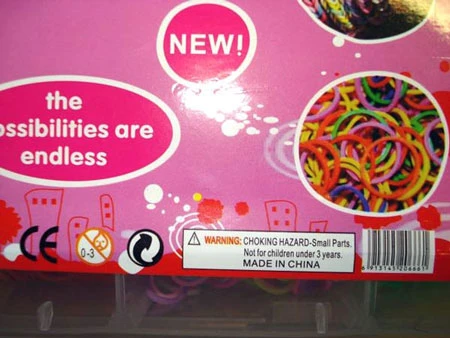 NEW!
the
ossibilities are
endless
CE
0-3
WARNING: CHOKING HAZARD-Small Parts.
Not for children under 3 years.
MADE IN CHINA